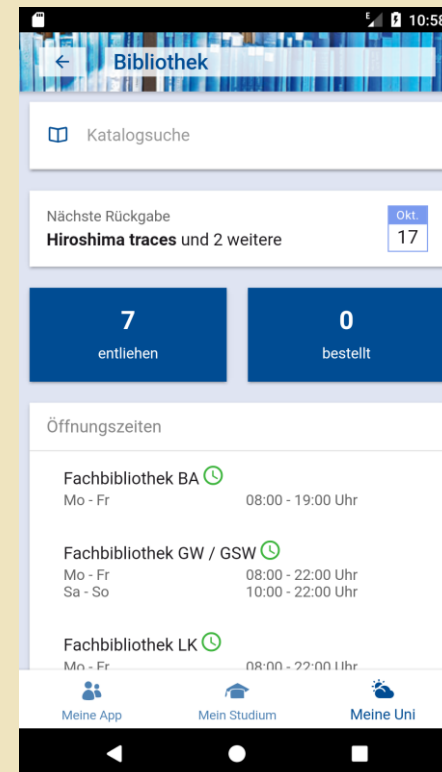 10:58
Bibliothek
Katalogsuche
Nächste Rückgabe
Hiroshima traces und 2 weitere
Okt.
17
7
entliehen
0
bestellt
Öffnungszeiten
Fachbibliothek BA
Mo - Fr 08:00 - 19:00 Uhr
Fachbibliothek GW / GSW
Mo - Fr 08:00 - 22:00 Uhr
Sa - So 10:00 - 22:00 Uhr
Fachbibliothek LK
Mo - Fr 08:00 - 22:00 Uhr
Meine App
Mein Studium
Meine Uni